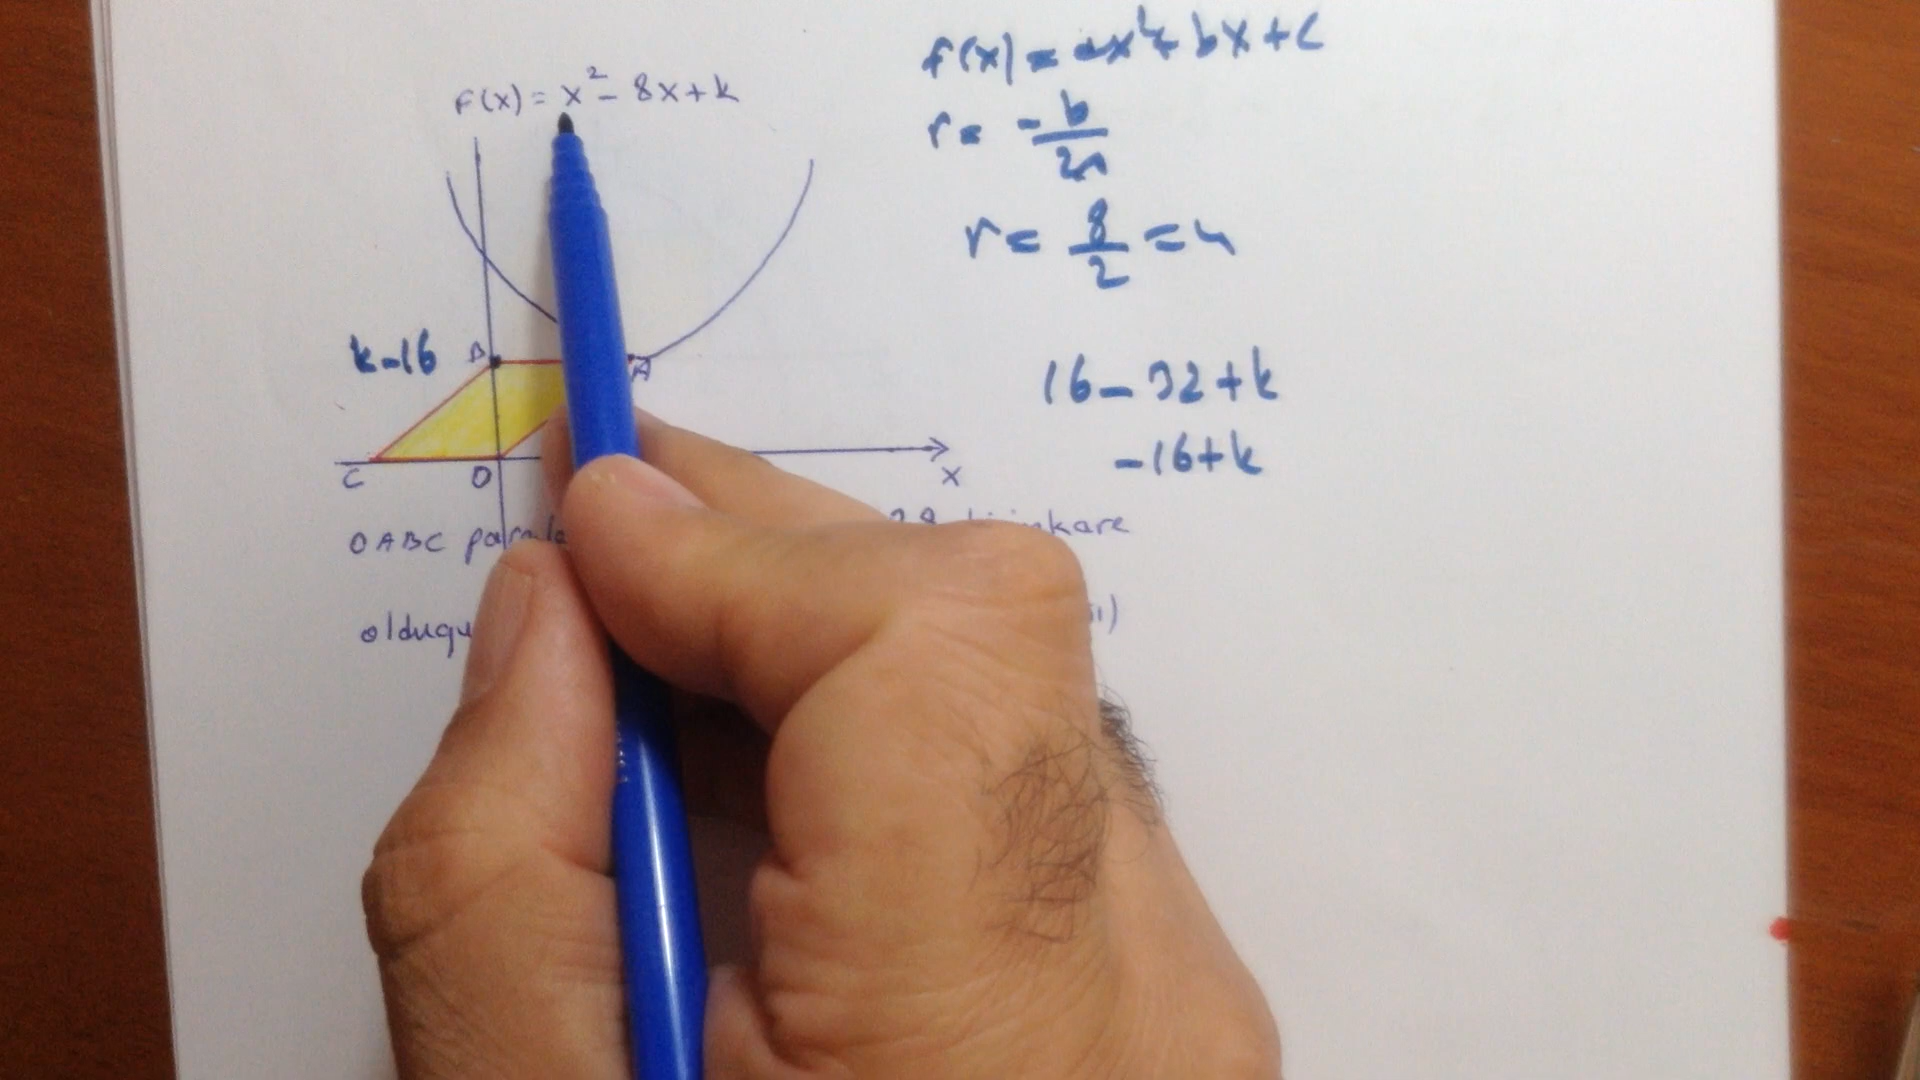 F(x) = x² - 8x + k
B
A
k-16
C
O
x
OABC
olduğu
f(x) = ax² + bx + c
r = -b/2a
r = 8/2 = 4
16 - 32 + k
-16 + k